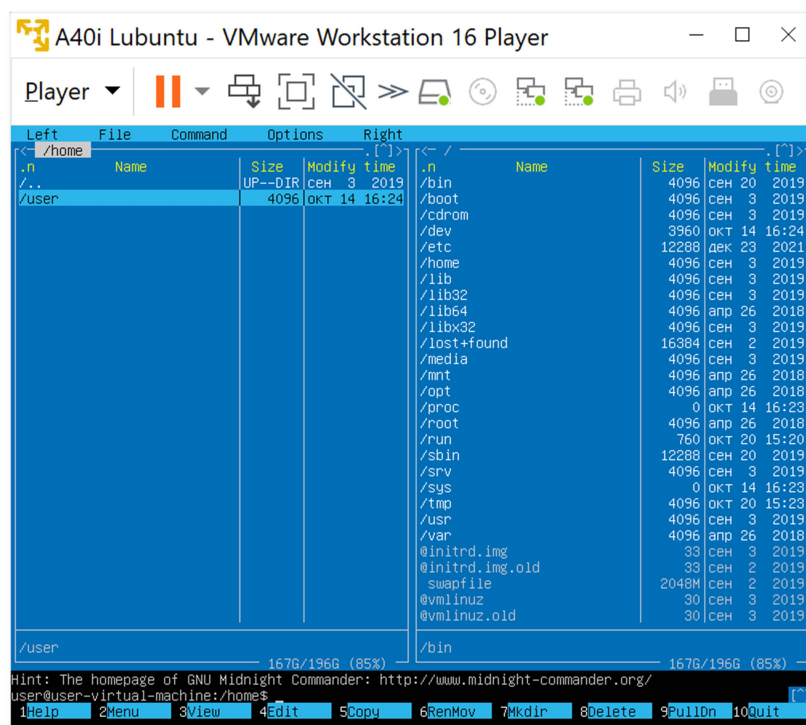 A40i Lubuntu - VMware Workstation 16 Player
Player
Left File Command Options Right
/home .[^]>
.n Name Size Modify time
/.. UP--DIR сен 3 2019
/user 4096 окт 14 16:24
/user
167G/196G (85%)
<- / .[^]>
.n Name Size Modify time
/bin 4096 сен 20 2019
/boot 4096 сен 3 2019
/cdrom 4096 сен 3 2019
/dev 3960 окт 14 16:24
/etc 12288 дек 23 2021
/home 4096 сен 3 2019
/lib 4096 сен 3 2019
/lib32 4096 сен 3 2019
/lib64 4096 апр 26 2018
/libx32 4096 сен 3 2019
/lost+found 16384 сен 2 2019
/media 4096 сен 3 2019
/mnt 4096 апр 26 2018
/opt 4096 апр 26 2018
/proc 0 окт 14 16:23
/root 4096 апр 26 2018
/run 760 окт 20 15:20
/sbin 12288 сен 20 2019
/srv 4096 сен 3 2019
/sys 0 окт 14 16:23
/tmp 4096 окт 20 15:23
/usr 4096 сен 3 2019
/var 4096 апр 26 2018
@initrd.img 33 сен 3 2019
@initrd.img.old 33 сен 2 2019
swapfile 2048M сен 2 2019
@vmlinuz 30 сен 3 2019
@vmlinuz.old 30 сен 3 2019
/bin
167G/196G (85%)
Hint: The homepage of GNU Midnight Commander: http://www.midnight-commander.org/
user@user-virtual-machine:/home$ _ [^]
1Help 2Menu 3View 4Edit 5Copy 6RenMov 7Mkdir 8Delete 9PullDn 10Quit